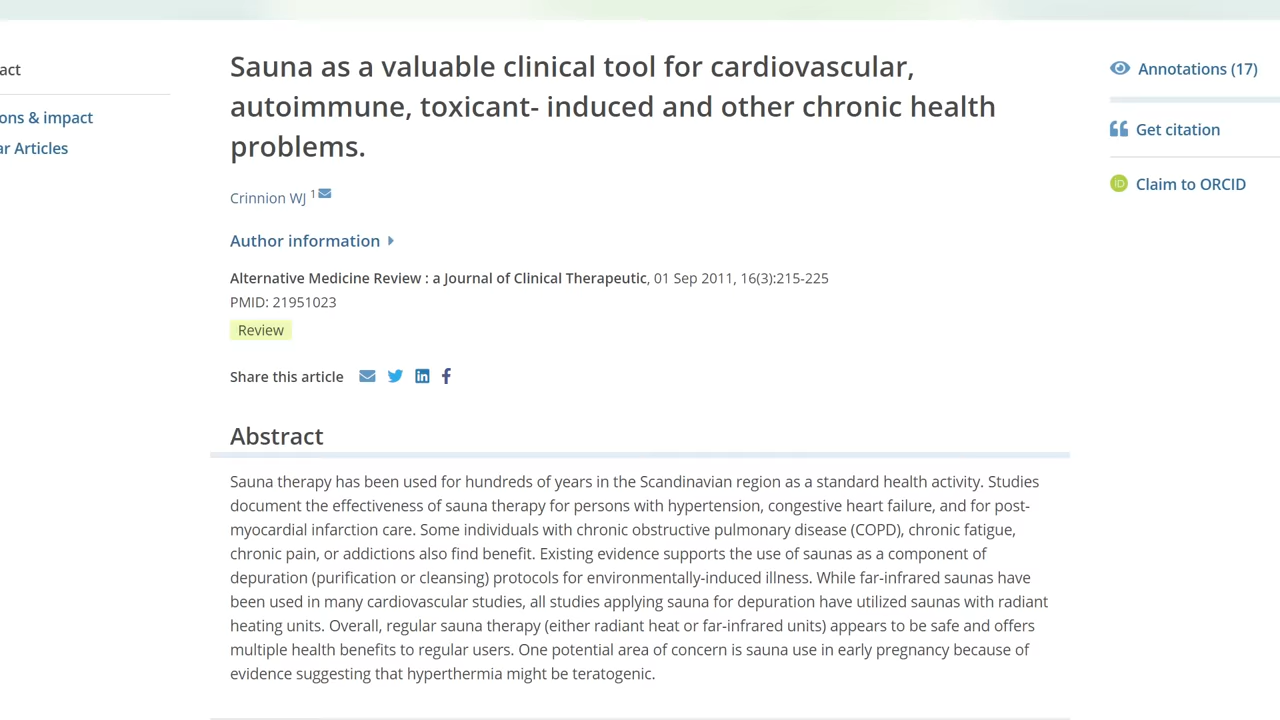 act
ons & impact
ar Articles
Sauna as a valuable clinical tool for cardiovascular,
autoimmune, toxicant- induced and other chronic health
problems.
Crinnion WJ 1
Author information
Alternative Medicine Review : a Journal of Clinical Therapeutic, 01 Sep 2011, 16(3):215-225
PMID: 21951023
Review
Share this article
Abstract
Sauna therapy has been used for hundreds of years in the Scandinavian region as a standard health activity. Studies
document the effectiveness of sauna therapy for persons with hypertension, congestive heart failure, and for post-
myocardial infarction care. Some individuals with chronic obstructive pulmonary disease (COPD), chronic fatigue,
chronic pain, or addictions also find benefit. Existing evidence supports the use of saunas as a component of
depuration (purification or cleansing) protocols for environmentally-induced illness. While far-infrared saunas have
been used in many cardiovascular studies, all studies applying sauna for depuration have utilized saunas with radiant
heating units. Overall, regular sauna therapy (either radiant heat or far-infrared units) appears to be safe and offers
multiple health benefits to regular users. One potential area of concern is sauna use in early pregnancy because of
evidence suggesting that hyperthermia might be teratogenic.
Annotations (17)
Get citation
iD Claim to ORCID